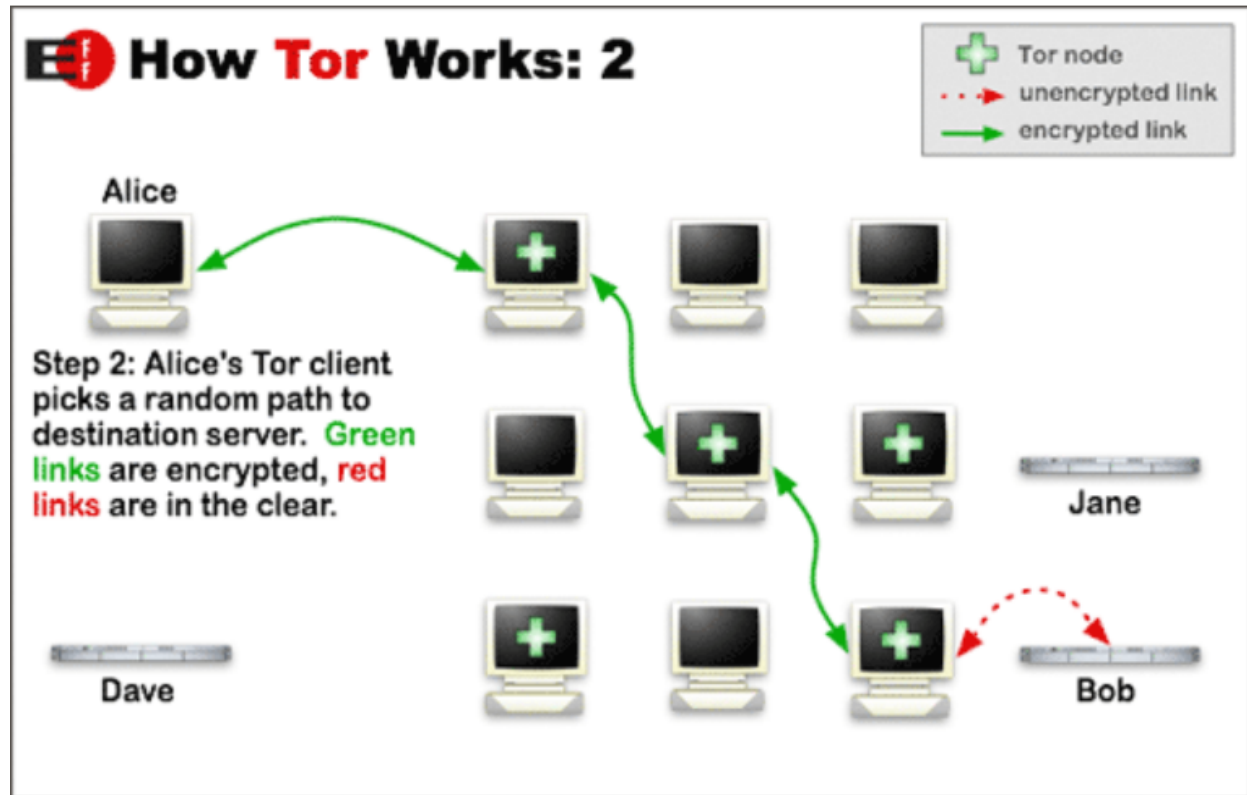 EFF How Tor Works: 2
Tor node
unencrypted link
encrypted link
Alice
Step 2: Alice's Tor client
picks a random path to
destination server. Green
links are encrypted, red
links are in the clear.
Jane
Dave
Bob